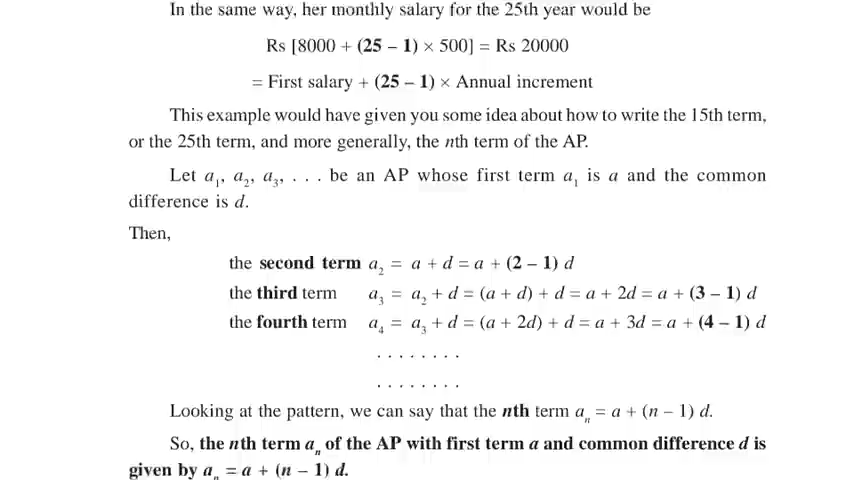 In the same way, her monthly salary for the 25th year would be
Rs [8000 + (25 – 1) × 500] = Rs 20000
= First salary + (25 – 1) × Annual increment
This example would have given you some idea about how to write the 15th term,
or the 25th term, and more generally, the nth term of the AP.
Let a₁, a₂, a₃, . . . be an AP whose first term a₁ is a and the common
difference is d.
Then,
the second term a₂ = a + d = a + (2 – 1) d
the third term a₃ = a₂ + d = (a + d) + d = a + 2d = a + (3 – 1) d
the fourth term a₄ = a₃ + d = (a + 2d) + d = a + 3d = a + (4 – 1) d
. . . . . . . .
. . . . . . . .
Looking at the pattern, we can say that the nth term aₙ = a + (n – 1) d.
So, the nth term aₙ of the AP with first term a and common difference d is
given by aₙ = a + (n – 1) d.